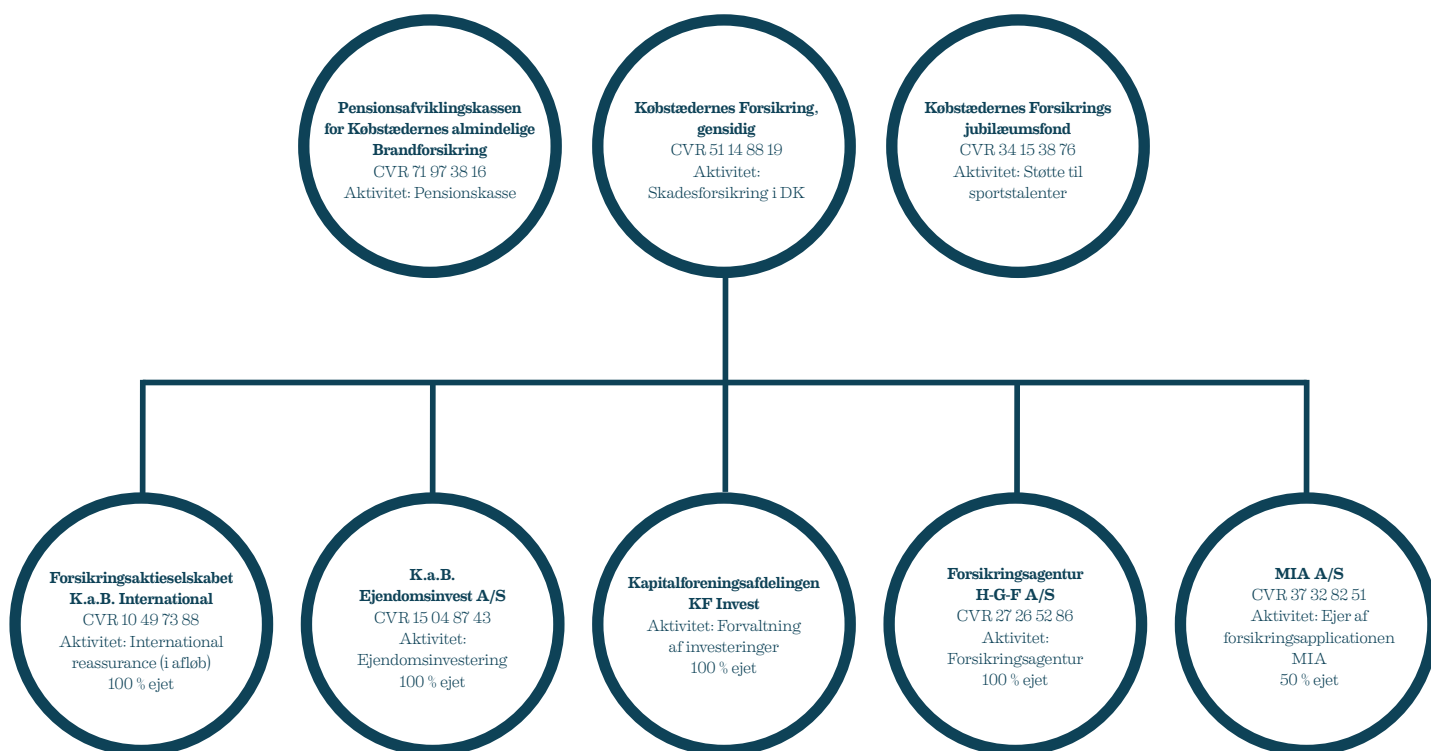 Pensionsafviklingskassen
for Købstædernes almindelige
Brandforsikring
CVR 71 97 38 16
Aktivitet: Pensionskasse
Købstædernes Forsikring,
gensidig
CVR 51 14 88 19
Aktivitet:
Skadesforsikring i DK
Købstædernes Forsikrings
jubilæumsfond
CVR 34 15 38 76
Aktivitet: Støtte til
sportstalenter
Forsikringsaktieselskabet
K.a.B. International
CVR 10 49 73 88
Aktivitet: International
reassurance (i afløb)
100 % ejet
K.a.B.
Ejendomsinvest A/S
CVR 15 04 87 43
Aktivitet:
Ejendomsinvestering
100 % ejet
Kapitalforeningsafdelingen
KF Invest
Aktivitet: Forvaltning
af investeringer
100 % ejet
Forsikringsagentur
H-G-F A/S
CVR 27 26 52 86
Aktivitet:
Forsikringsagentur
100 % ejet
MIA A/S
CVR 37 32 82 51
Aktivitet: Ejer af
forsikringsapplicationen
MIA
50 % ejet